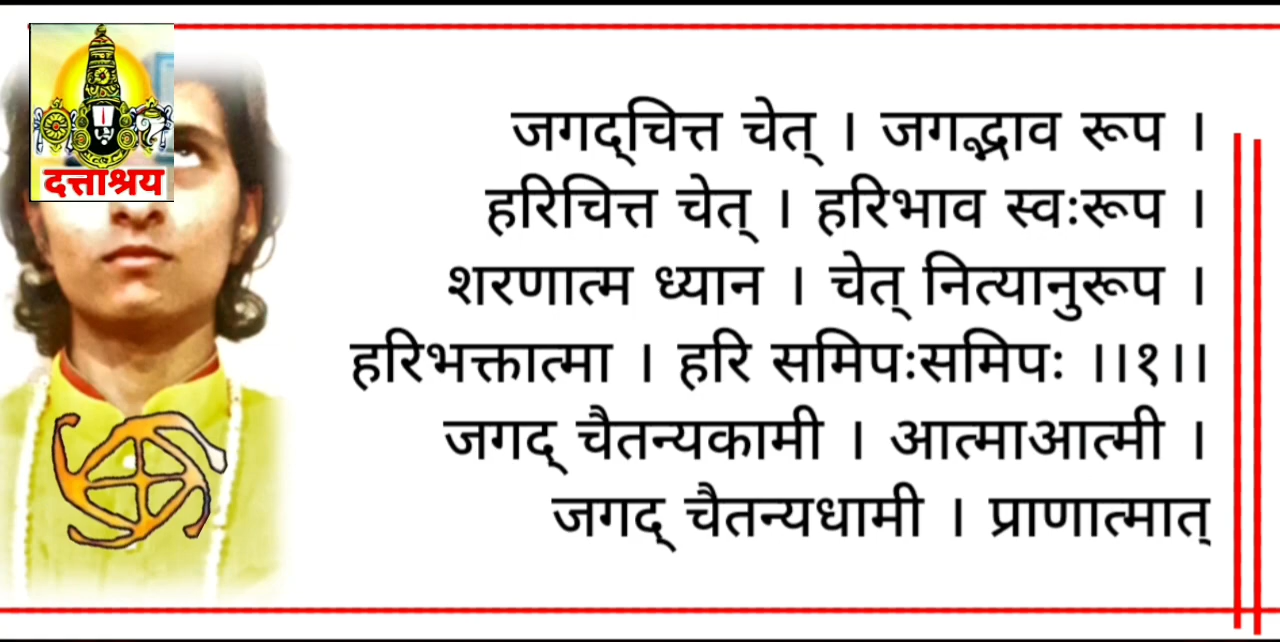 दत्ताश्रय
जगद्‌चित्त चेत् । जगद्भाव रूप ।
हरिचित्त चेत् । हरिभाव स्वःरूप ।
शरणात्म ध्यान । चेत् नित्यानुरूप ।
हरिभक्तात्मा । हरि समिपःसमिपः ।।१।।
जगद् चैतन्यकामी । आत्माआत्मी ।
जगद् चैतन्यधामी । प्राणात्मात्